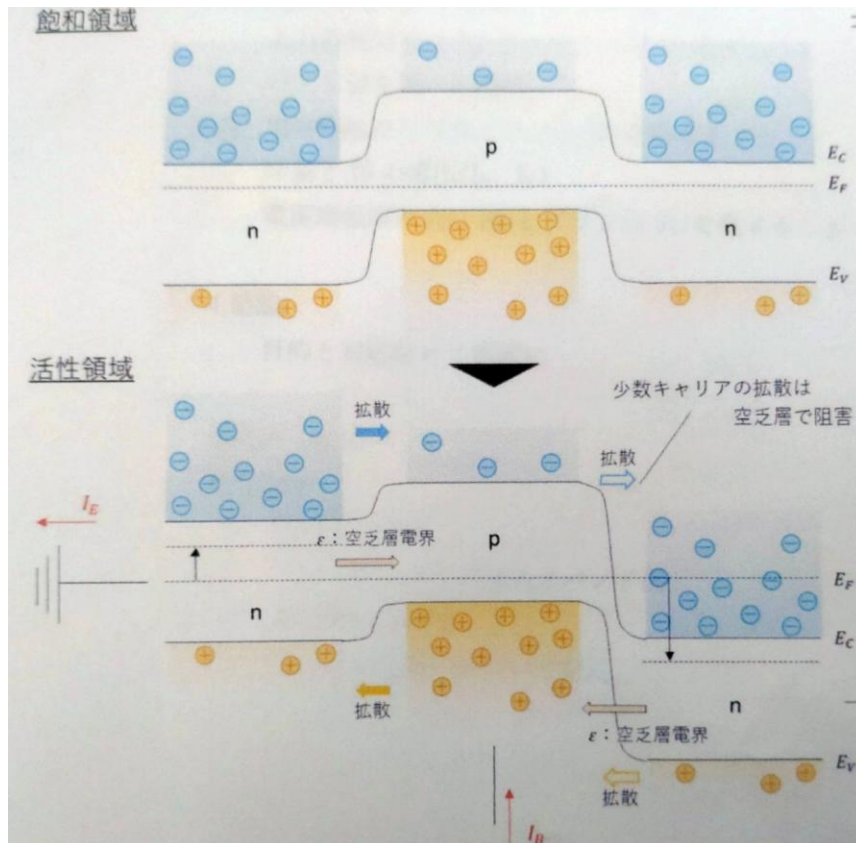 飽和領域
p
E_C
E_F
n
n
E_V
活性領域
拡散
少数キャリアの拡散は
空乏層で阻害
拡散
I_E
ε：空乏層電界
p
E_F
n
E_C
拡散
n
ε：空乏層電界
E_V
拡散
I_B